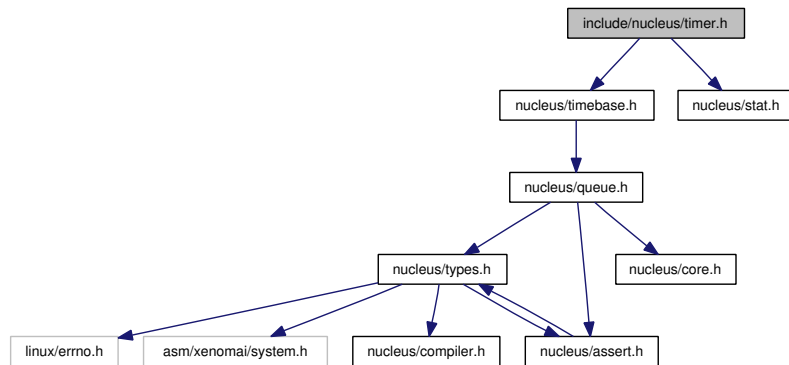 include/nucleus/timer.h
nucleus/timebase.h
nucleus/stat.h
nucleus/queue.h
nucleus/types.h
nucleus/core.h
linux/errno.h
asm/xenomai/system.h
nucleus/compiler.h
nucleus/assert.h